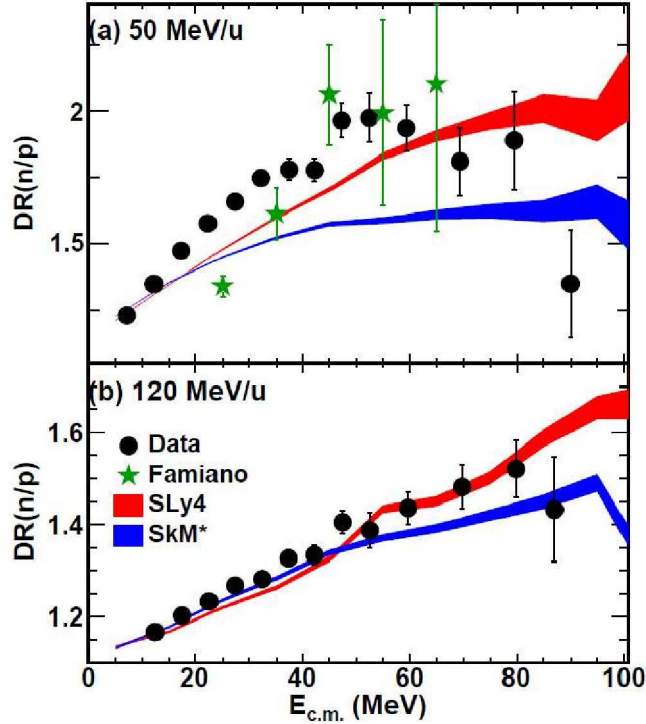 (a) 50 MeV/u
DR(n/p)
2
1.5
(b) 120 MeV/u
Data
Famiano
SLy4
SkM*
DR(n/p)
1.6
1.4
1.2
0 20 40 60 80 100
E_c.m. (MeV)